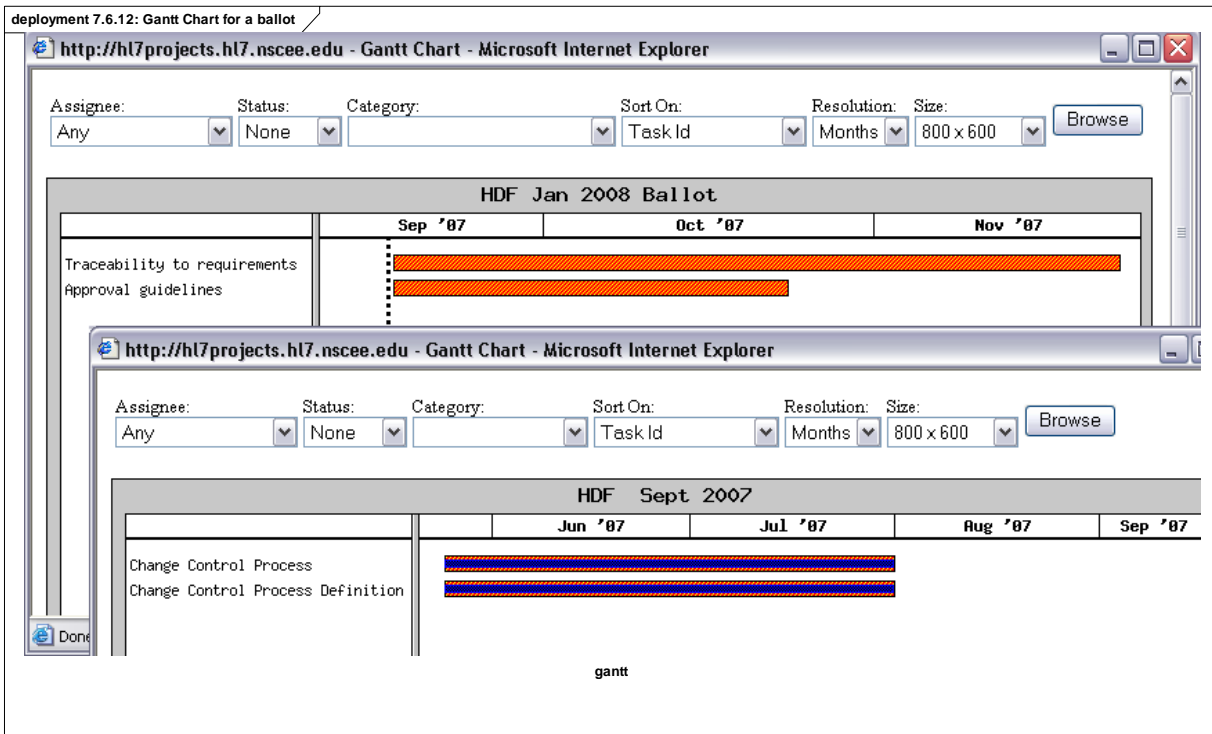 deployment 7.6.12: Gantt Chart for a ballot
http://hl7projects.hl7.nscee.edu - Gantt Chart - Microsoft Internet Explorer
Assignee: Status: Category: Sort On: Resolution: Size:
Any None Task Id Months 800 x 600 Browse
HDF Jan 2008 Ballot
Sep '07 Oct '07 Nov '07
Traceability to requirements
Approval guidelines
http://hl7projects.hl7.nscee.edu - Gantt Chart - Microsoft Internet Explorer
Assignee: Status: Category: Sort On: Resolution: Size:
Any None Task Id Months 800 x 600 Browse
HDF Sept 2007
Jun '07 Jul '07 Aug '07 Sep '07
Change Control Process
Change Control Process Definition
Done
gantt